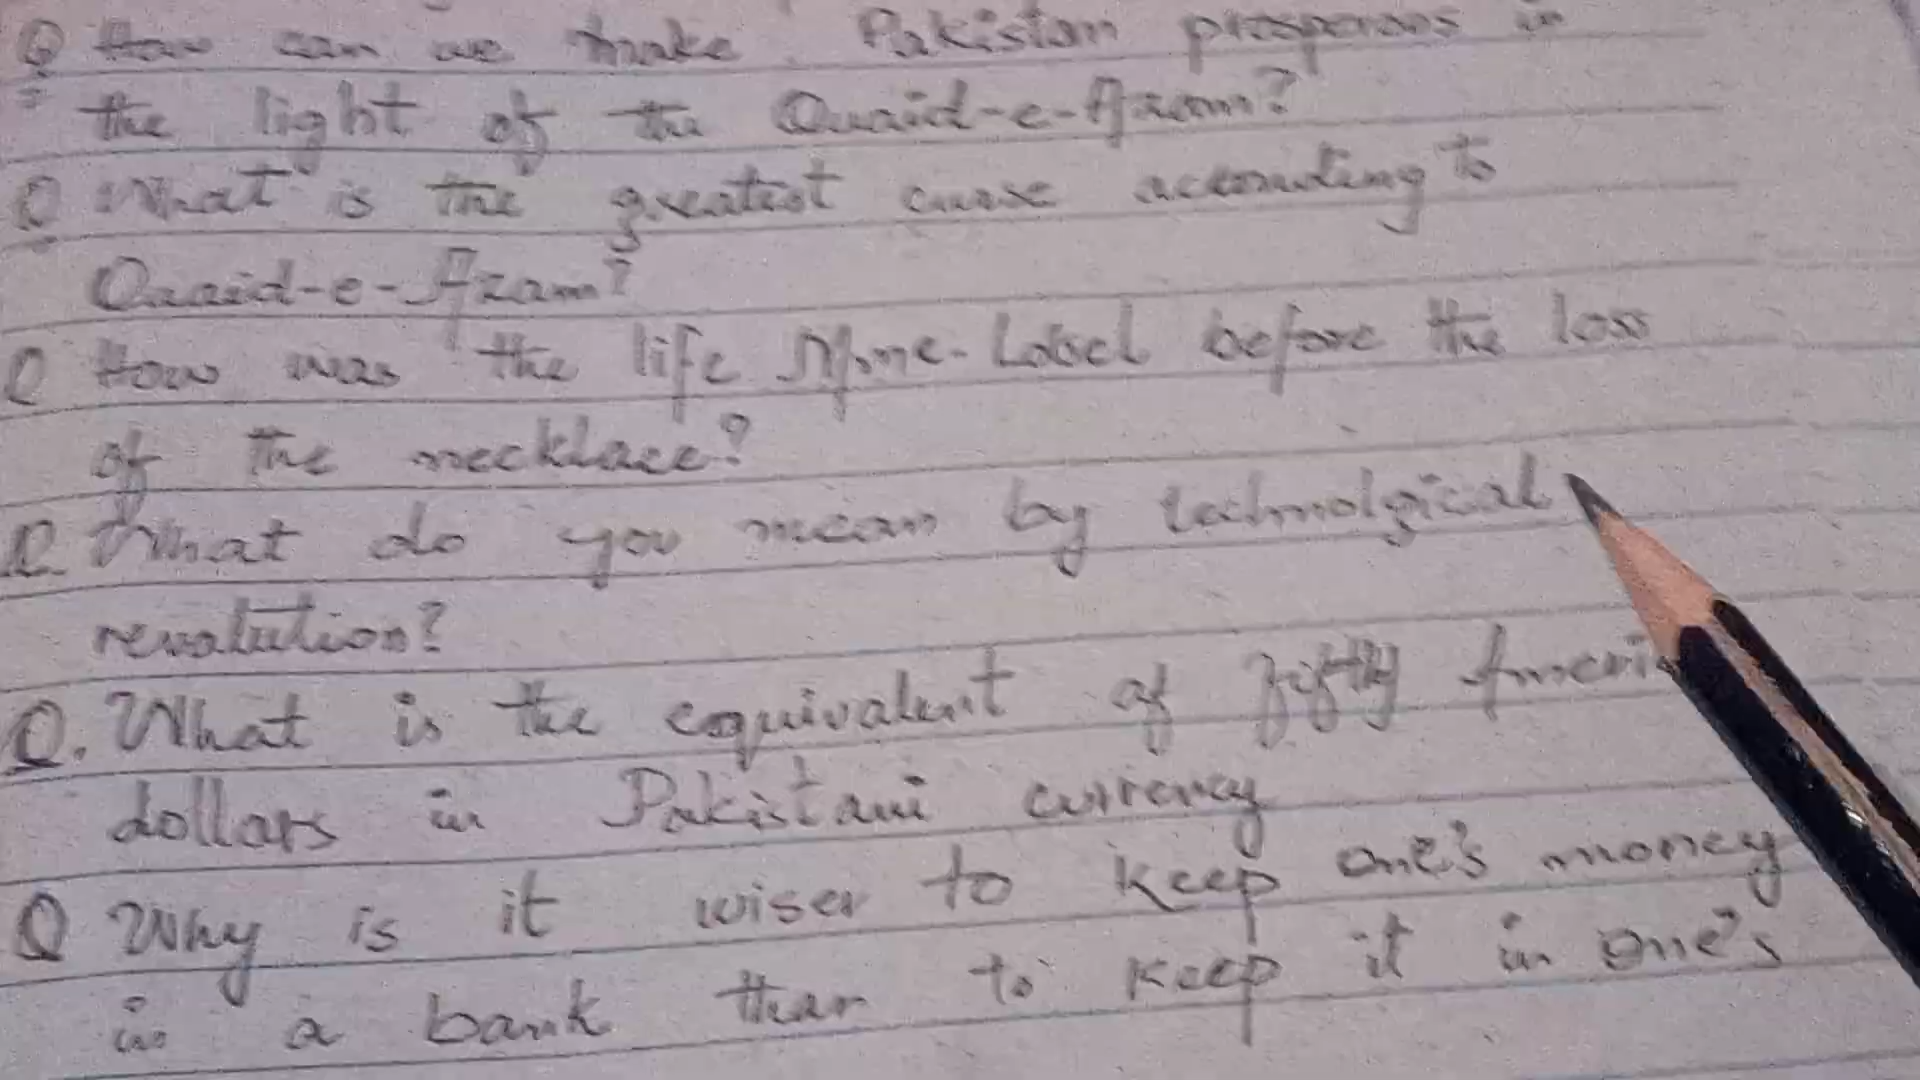 Q How can we make Pakistan prosperous in
the light of the Quaid-e-Azam?
Q What is the greatest curse according to
Quaid-e-Azam?
Q How was the life Mme-Loisel before the loss
of the necklace?
Q What do you mean by technolgical
revolution?
Q. What is the equivalent of fifty Ameri
dollars in Pakistani currency
Q Why is it wiser to keep one's money
in a bank than to keep it in one's